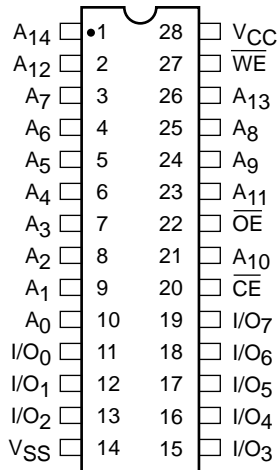 A14 •1 28 VCC
A12 2 27 WE
A7 3 26 A13
A6 4 25 A8
A5 5 24 A9
A4 6 23 A11
A3 7 22 OE
A2 8 21 A10
A1 9 20 CE
A0 10 19 I/O7
I/O0 11 18 I/O6
I/O1 12 17 I/O5
I/O2 13 16 I/O4
VSS 14 15 I/O3